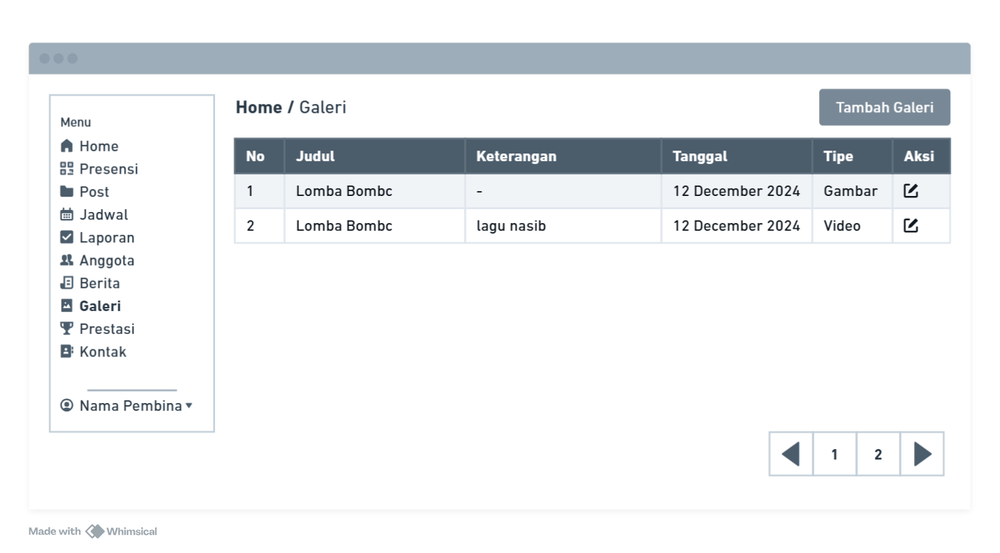 Menu
Home
Presensi
Post
Jadwal
Laporan
Anggota
Berita
Galeri
Prestasi
Kontak
Nama Pembina
Home / Galeri
Tambah Galeri
No Judul Keterangan Tanggal Tipe Aksi
1 Lomba Bombc - 12 December 2024 Gambar
2 Lomba Bombc lagu nasib 12 December 2024 Video
1 2
Made with Whimsical